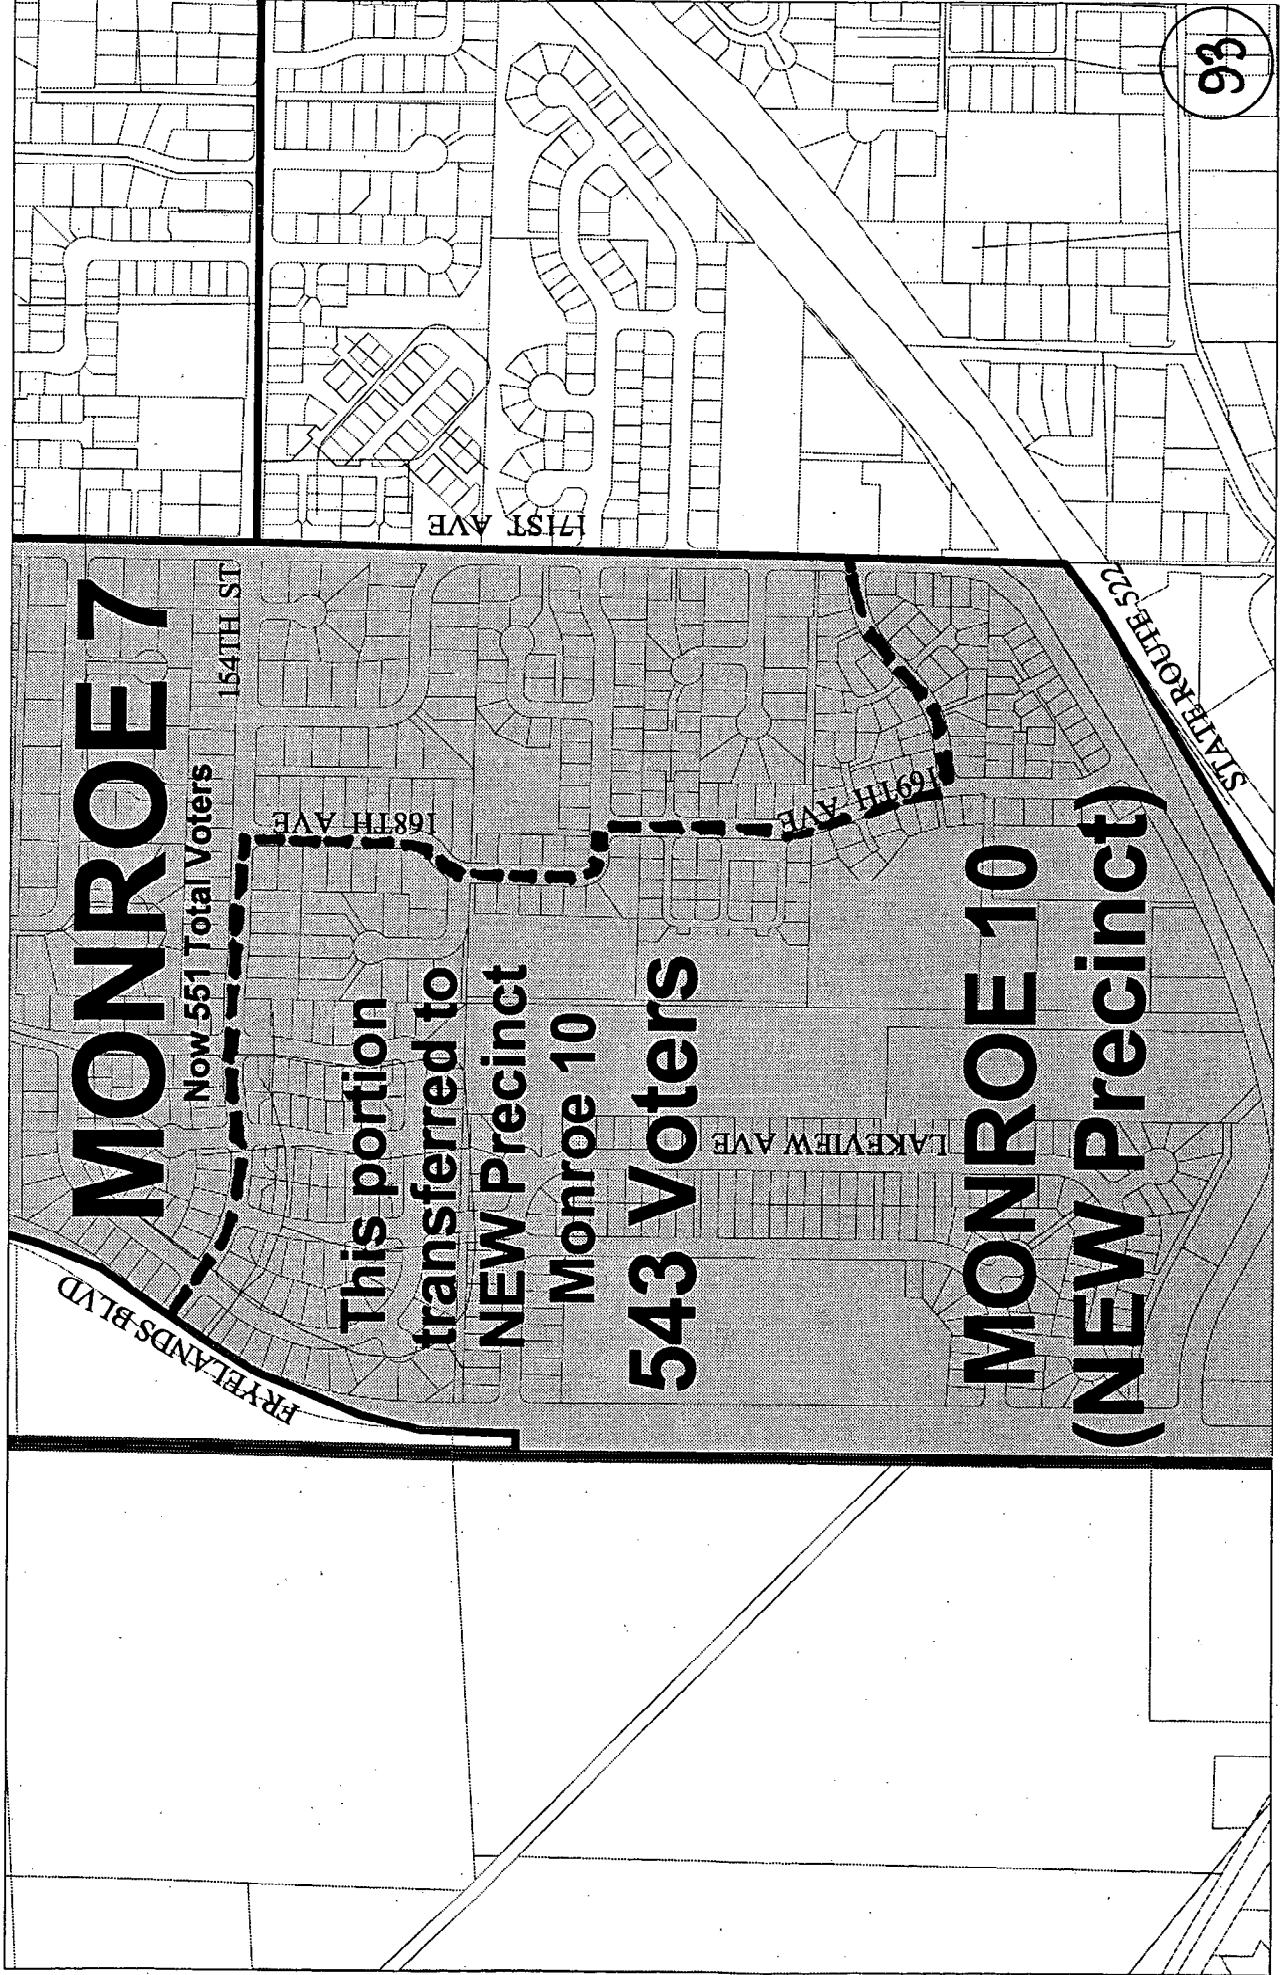 MONROE 7
Now 551 Total Voters
154TH ST
FRYELANDS BLVD
168TH AVE
171ST AVE
This portion
transferred to
NEW Precinct
Monroe 10
543 Voters
LAKEVIEW AVE
169TH AVE
MONROE 10
(NEW Precinct)
STATE ROUTE 522
93